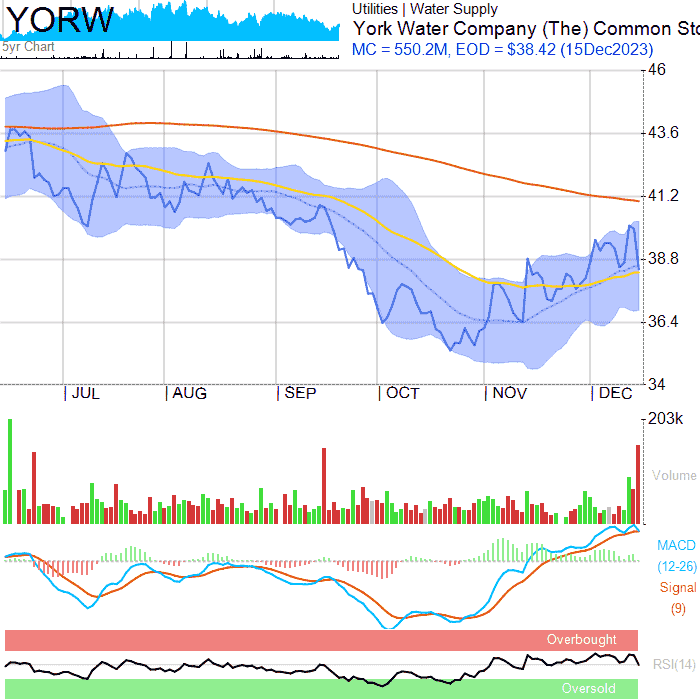 YORW
5yr Chart
Utilities | Water Supply
York Water Company (The) Common Sto
MC = 550.2M, EOD = $38.42 (15Dec2023)
46
43.6
41.2
38.8
36.4
34
JUL AUG SEP OCT NOV DEC
203k
Volume
MACD
(12-26)
Signal
(9)
Overbought
RSI(14)
Oversold